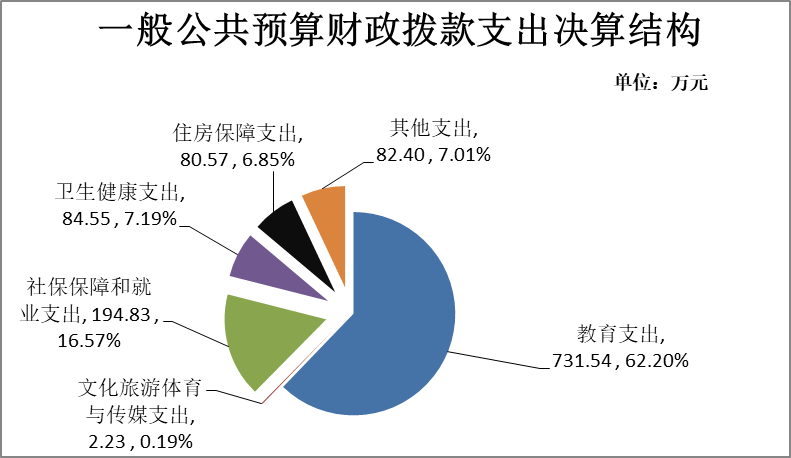 一般公共预算财政拨款支出决算结构
单位：万元
其他支出,
82.40 , 7.01%
住房保障支出,
80.57 , 6.85%
卫生健康支出,
84.55 , 7.19%
社保保障和就
业支出, 194.83 ,
16.57%
文化旅游体育
与传媒支出,
2.23 , 0.19%
教育支出,
731.54 , 62.20%